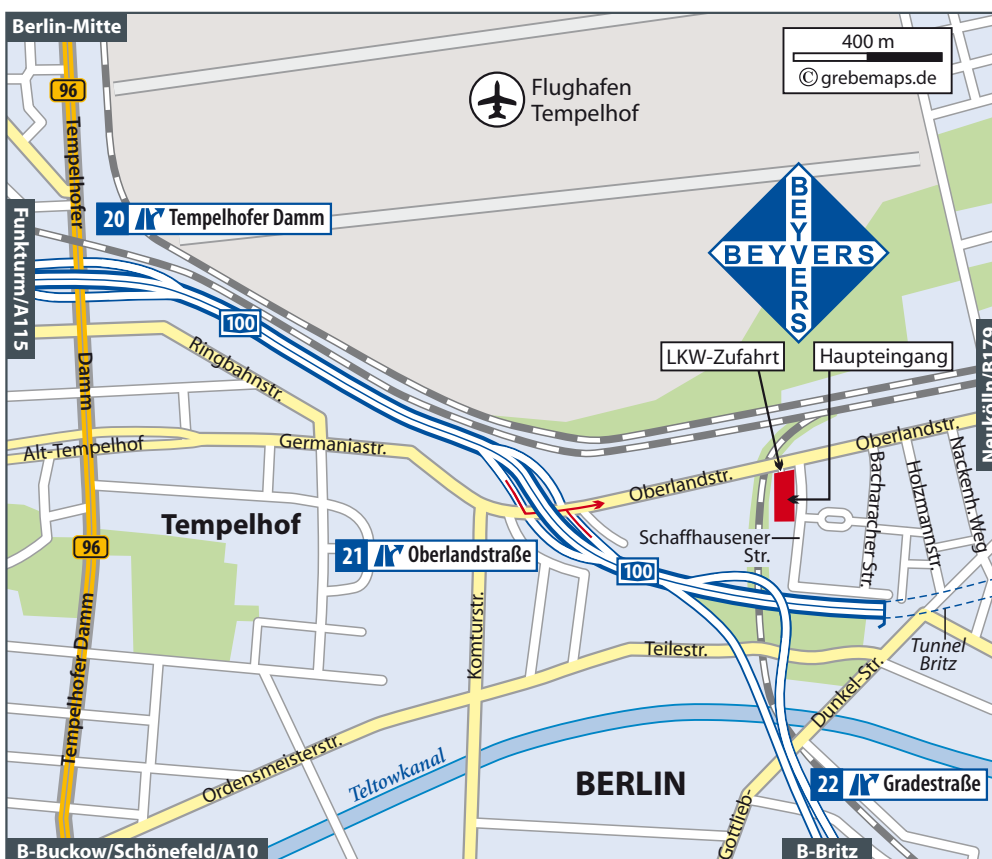 Berlin-Mitte
400 m
© grebemaps.de
96
Flughafen
Tempelhof
Tempelhofer
20 Tempelhofer Damm
BEYVERS
BEYVERS
Funkturm/A115
100
Ringbahnstr.
LKW-Zufahrt
Haupteingang
Neukölln/B179
Damm
Alt-Tempelhof
Germaniastr.
Oberlandstr.
Oberlandstr.
Bacharacher Str.
Holzmannstr.
Nackenh. Weg
Tempelhof
Schaffhausener
Str.
96
21 Oberlandstraße
100
Tempelhofer Damm
Komturstr.
Teilestr.
Tunnel
Britz
Ordensmeisterstr.
Teltowkanal
BERLIN
Gottlieb-
Dunkel-Str.
22 Gradestraße
B-Buckow/Schönefeld/A10
B-Britz